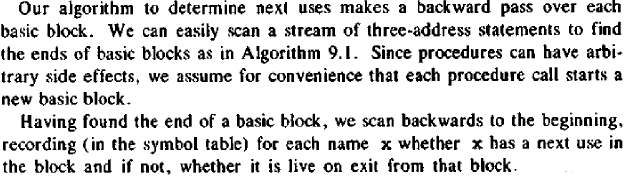 Our algorithm to determine next uses makes a backward pass over each
basic block. We can easily scan a stream of three-address statements to find
the ends of basic blocks as in Algorithm 9.1. Since procedures can have arbi-
trary side effects, we assume for convenience that each procedure call starts a
new basic block.
Having found the end of a basic block, we scan backwards to the beginning,
recording (in the symbol table) for each name x whether x has a next use in
the block and if not, whether it is live on exit from that block.